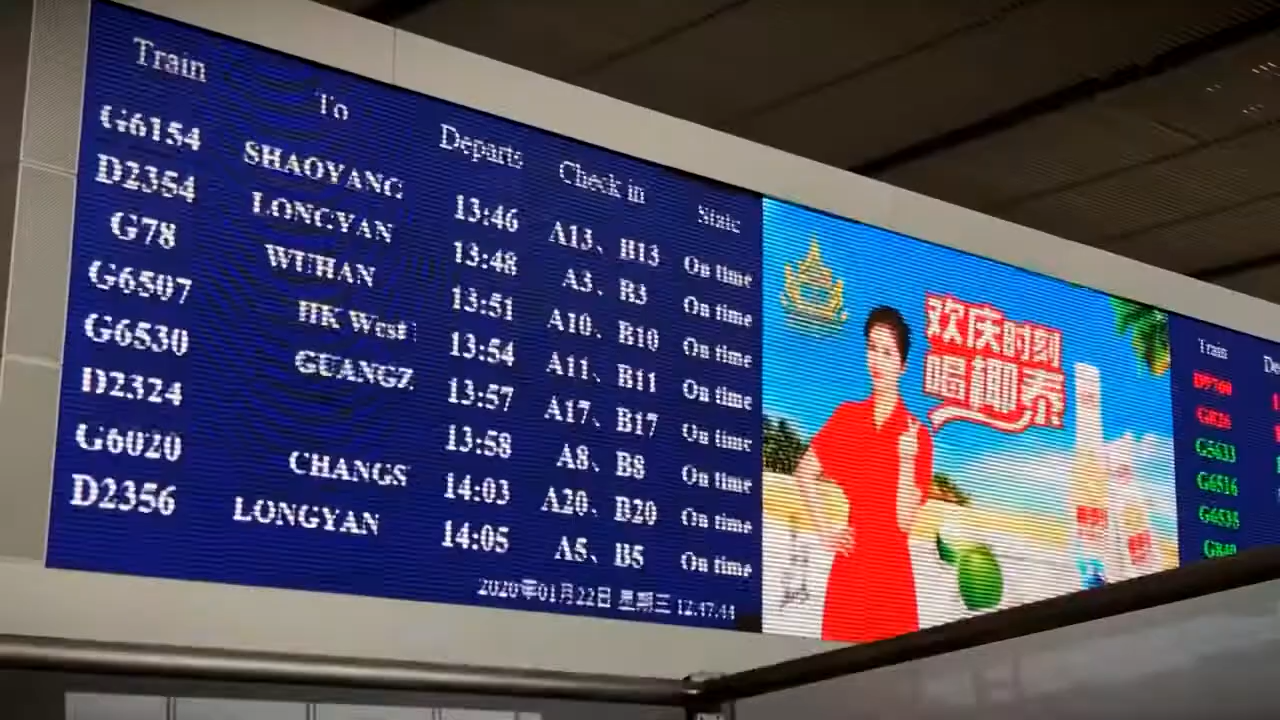 Train To Departs Check in State
G6154 SHAOYANG 13:46 A13、B13 On time
D2354 LONGYAN 13:48 A3、B3 On time
G78 WUHAN 13:51 A10、B10 On time
G6507 HK West 13:54 A11、B11 On time
G6530 GUANGZ 13:57 A17、B17 On time
D2324 13:58 A8、B8 On time
G6020 CHANGS 14:03 A20、B20 On time
D2356 LONGYAN 14:05 A5、B5 On time
2020年01月22日 星期三 12:47:44
欢庆时刻
喝椰泰
Train De
G826
G5633
G6516